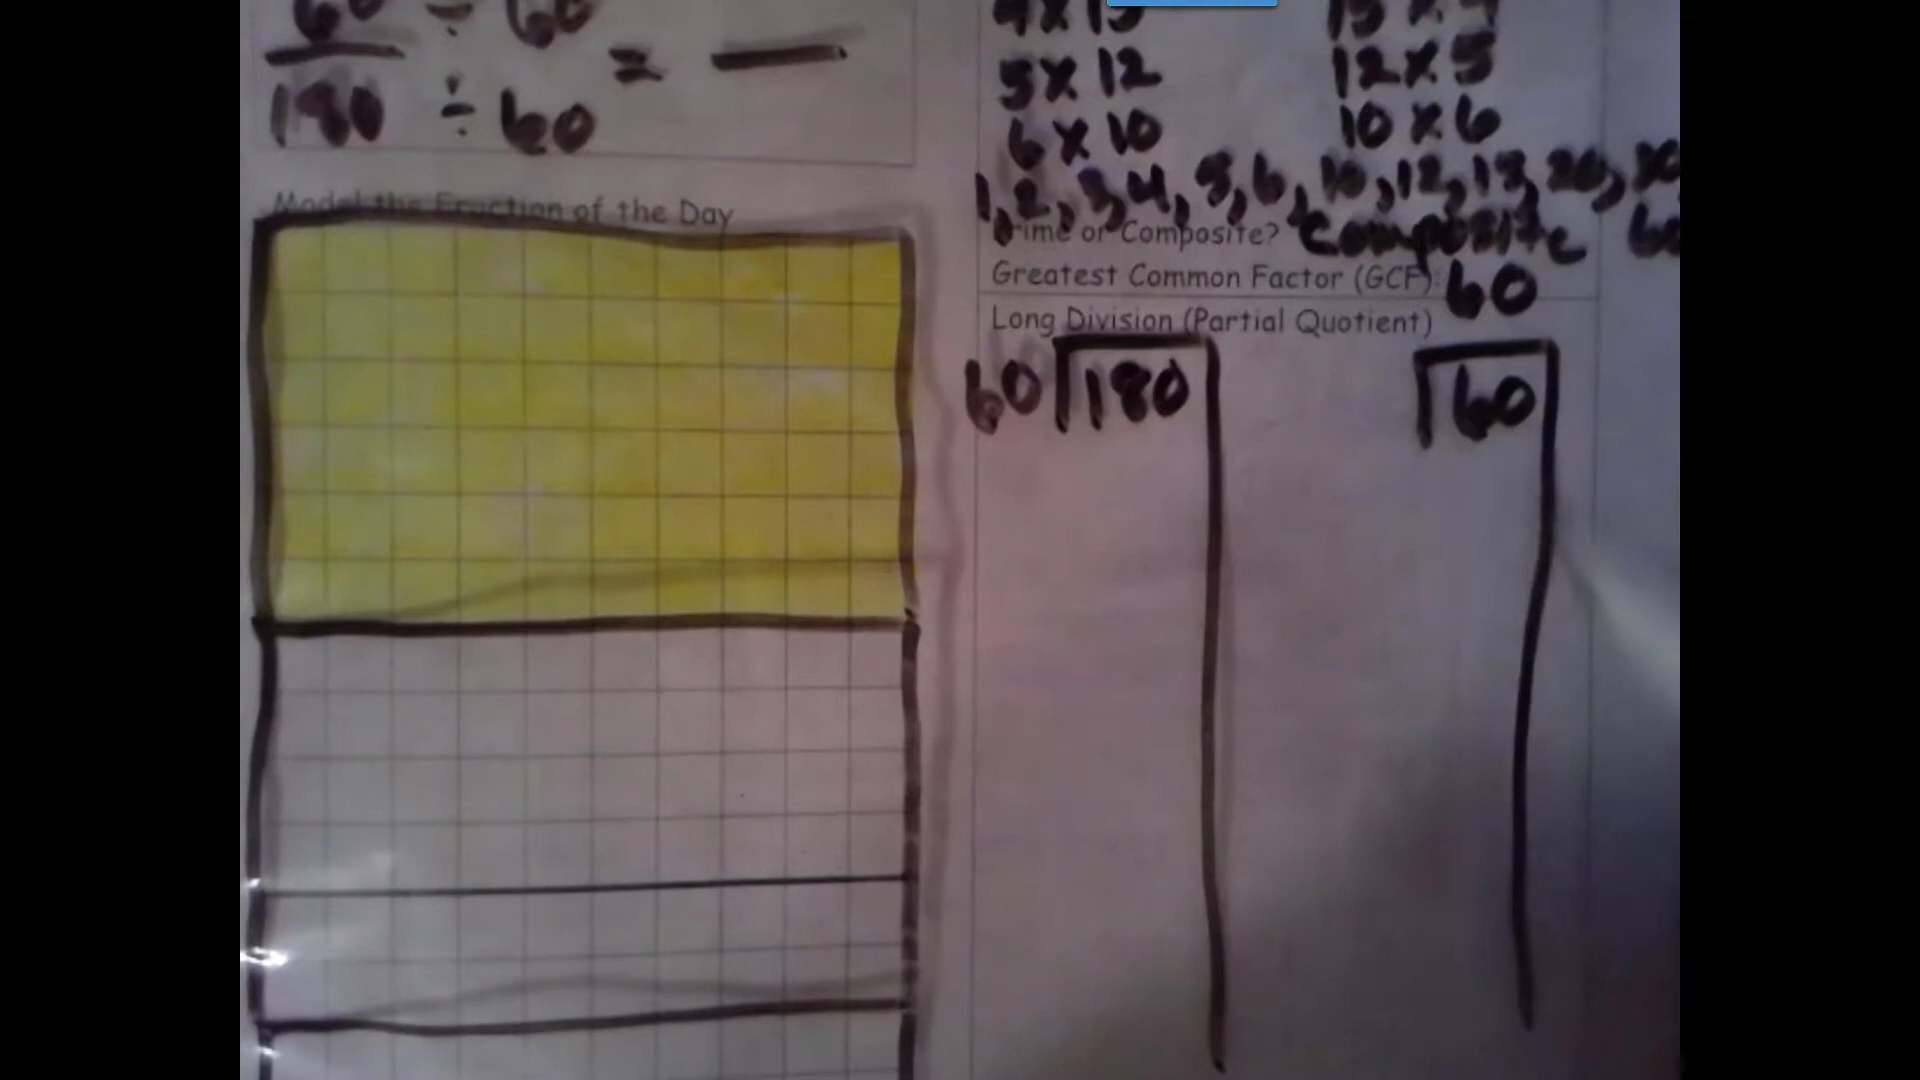 60 ÷ 60
180 ÷ 60 =
Model the Fraction of the Day
4 x 15 15 x 4
5 x 12 12 x 5
6 x 10 10 x 6
1, 2, 3, 4, 5, 6, 10, 12, 15, 20, 30
Prime or Composite? Composite 60
Greatest Common Factor (GCF): 60
Long Division (Partial Quotient)
60 180 60